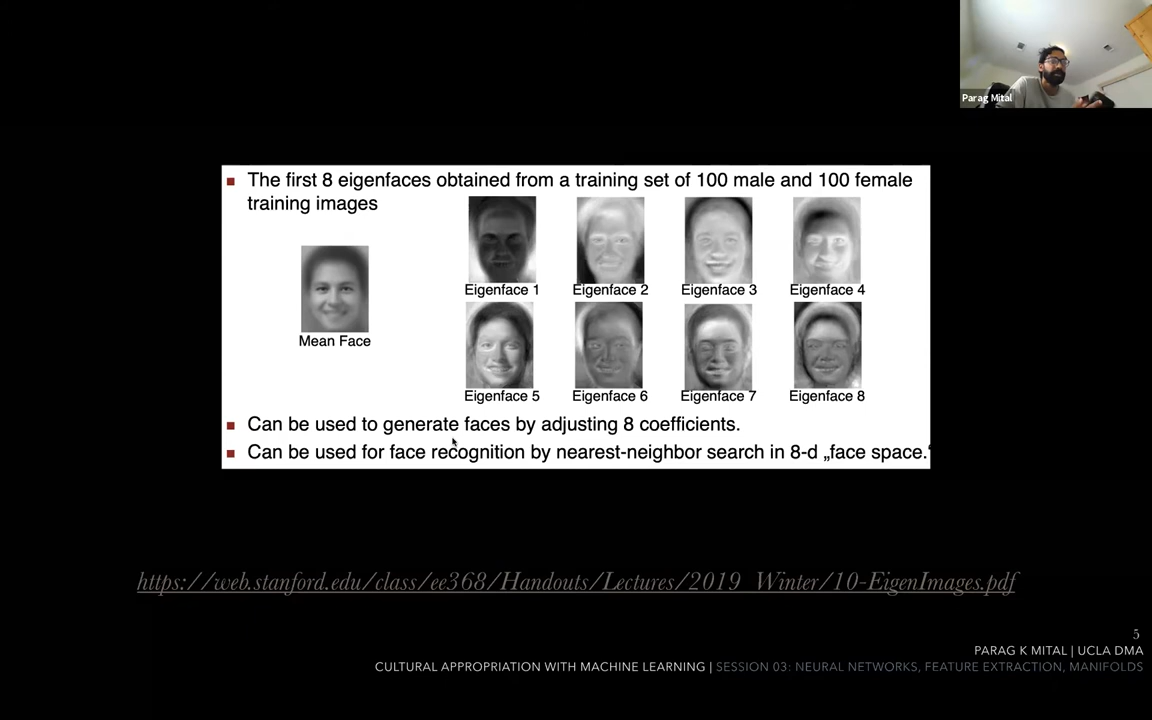 Parag Mital
The first 8 eigenfaces obtained from a training set of 100 male and 100 female
training images
Eigenface 1
Eigenface 2
Eigenface 3
Eigenface 4
Mean Face
Eigenface 5
Eigenface 6
Eigenface 7
Eigenface 8
Can be used to generate faces by adjusting 8 coefficients.
Can be used for face recognition by nearest-neighbor search in 8-d „face space.“
https://web.stanford.edu/class/ee368/Handouts/Lectures/2019_Winter/10-EigenImages.pdf
5
PARAG K MITAL | UCLA DMA
CULTURAL APPROPRIATION WITH MACHINE LEARNING | SESSION 03: NEURAL NETWORKS, FEATURE EXTRACTION, MANIFOLDS